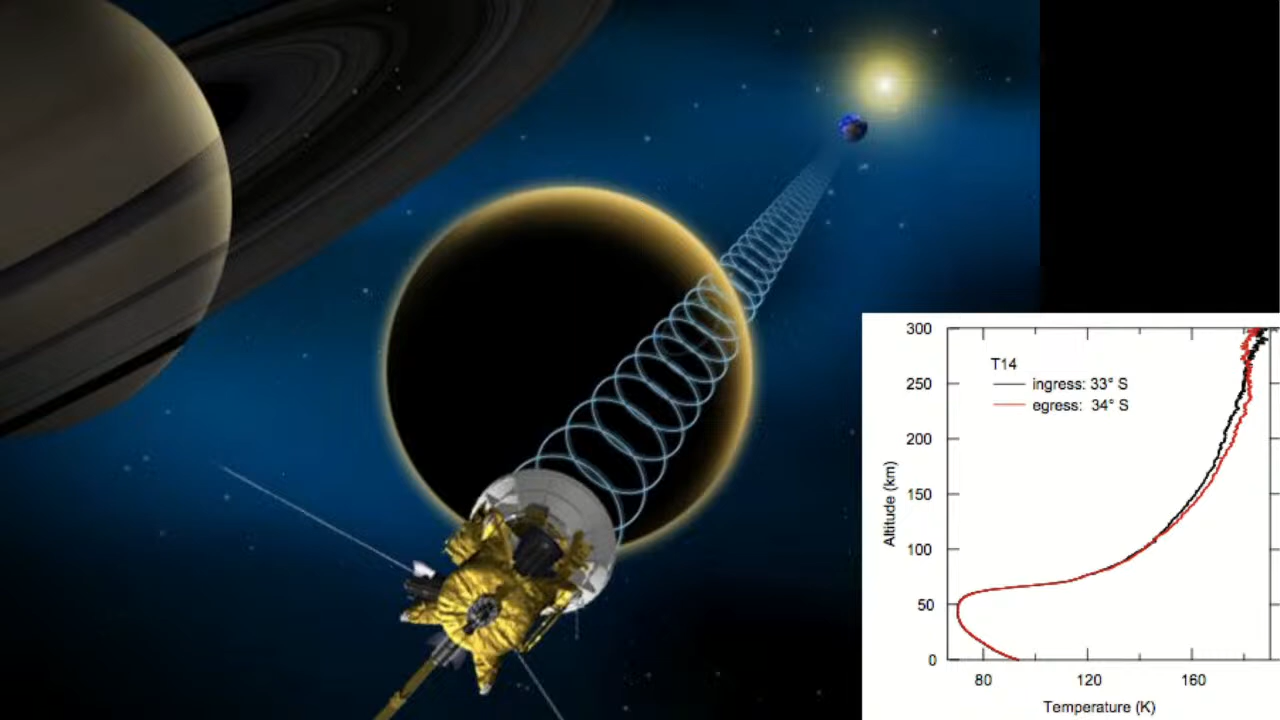 300
T14
ingress: 33° S
250
egress: 34° S
200
Altitude (km)
150
100
50
0
80 120 160
Temperature (K)